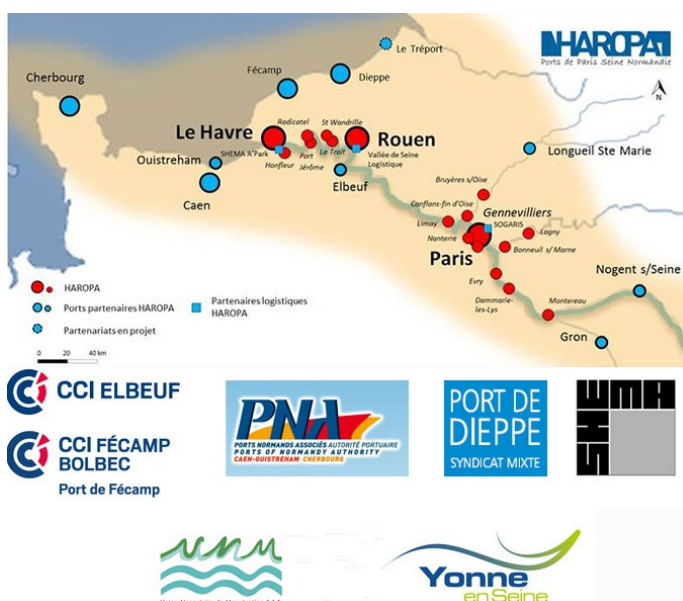 HAROPA
Ports de Paris Seine Normandie
Le Tréport
Cherbourg
Fécamp
Dieppe
N
Le Havre
Radicatel
St Wandrille
Rouen
Ouistreham
SHEMA A'Park
Honfleur
Port
Jérôme
Le Trait
Vallée de Seine
Logistique
Longueil Ste Marie
Caen
Elbeuf
Bruyères s/Oise
Conflans-fin d'Oise
Gennevilliers
Limay
SOGARIS
Lagny
Nanterre
Paris
Bonneuil s/ Marne
Nogent s/Seine
Evry
Dammarie-
les-Lys
Montereau
Gron
HAROPA
Ports partenaires HAROPA
Partenaires logistiques
HAROPA
Partenariats en projet
0 20 40 km
CCI ELBEUF
CCI FÉCAMP
BOLBEC
Port de Fécamp
PNA
PORTS NORMANDS ASSOCIÉS AUTORITÉ PORTUAIRE
PORTS OF NORMANDY AUTHORITY
CAEN-OUISTREHAM CHERBOURG
PORT DE
DIEPPE
SYNDICAT MIXTE
SHEMA
Yonne
en Seine